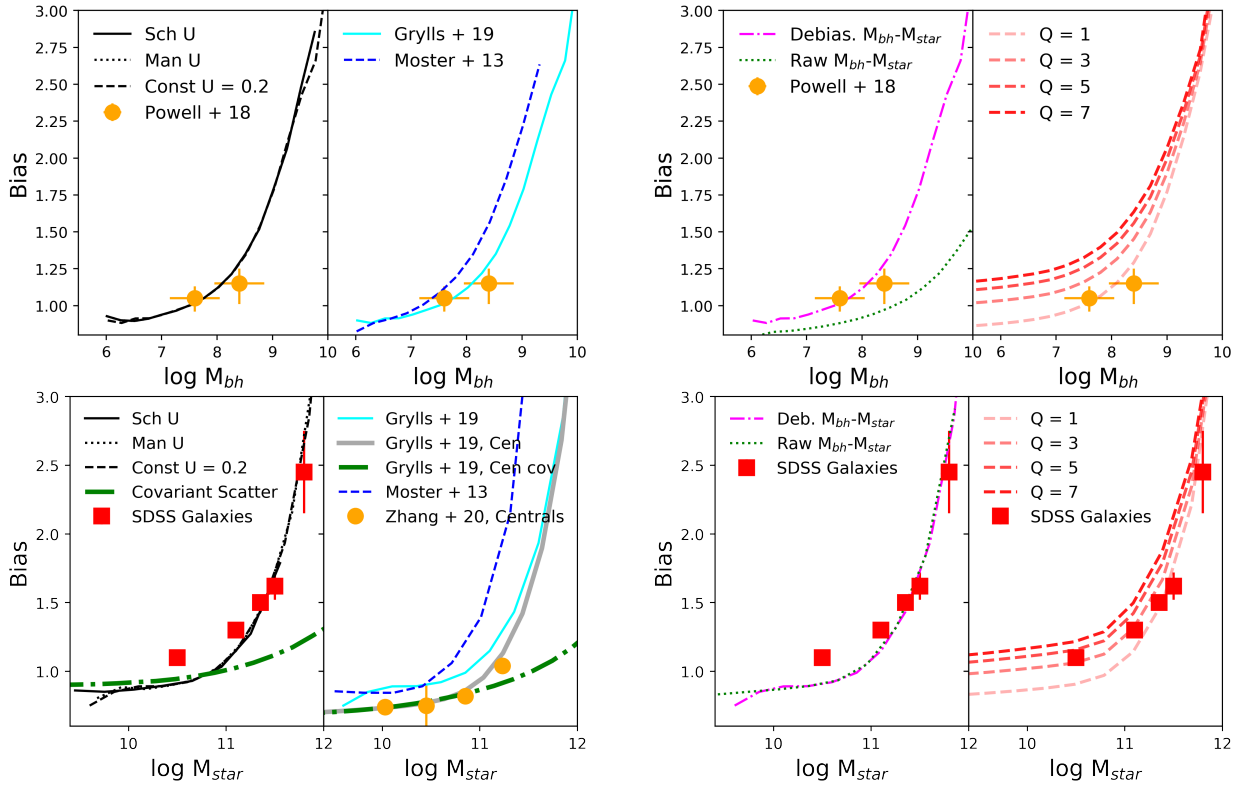 3.00
2.75
2.50
2.25
2.00
1.75
1.50
1.25
1.00
Bias
Sch U
Man U
Const U = 0.2
Powell + 18
6 7 8 9 10
log M_bh
Grylls + 19
Moster + 13
6 7 8 9 10
log M_bh
3.00
2.75
2.50
2.25
2.00
1.75
1.50
1.25
1.00
Bias
Debias. M_bh-M_star
Raw M_bh-M_star
Powell + 18
6 7 8 9 10
log M_bh
Q = 1
Q = 3
Q = 5
Q = 7
6 7 8 9 10
log M_bh
3.0
2.5
2.0
1.5
1.0
Bias
Sch U
Man U
Const U = 0.2
Covariant Scatter
SDSS Galaxies
10 11 12
log M_star
Grylls + 19
Grylls + 19, Cen
Grylls + 19, Cen cov
Moster + 13
Zhang + 20, Centrals
10 11 12
log M_star
3.0
2.5
2.0
1.5
1.0
Bias
Deb. M_bh-M_star
Raw M_bh-M_star
SDSS Galaxies
10 11 12
log M_star
Q = 1
Q = 3
Q = 5
Q = 7
SDSS Galaxies
10 11 12
log M_star